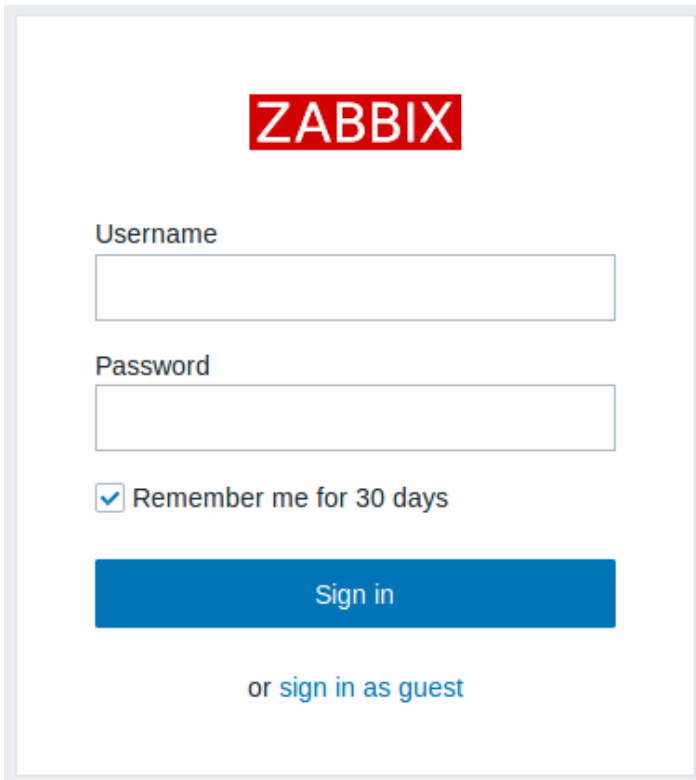 ZABBIX
Username
Password
Remember me for 30 days
Sign in
or sign in as guest